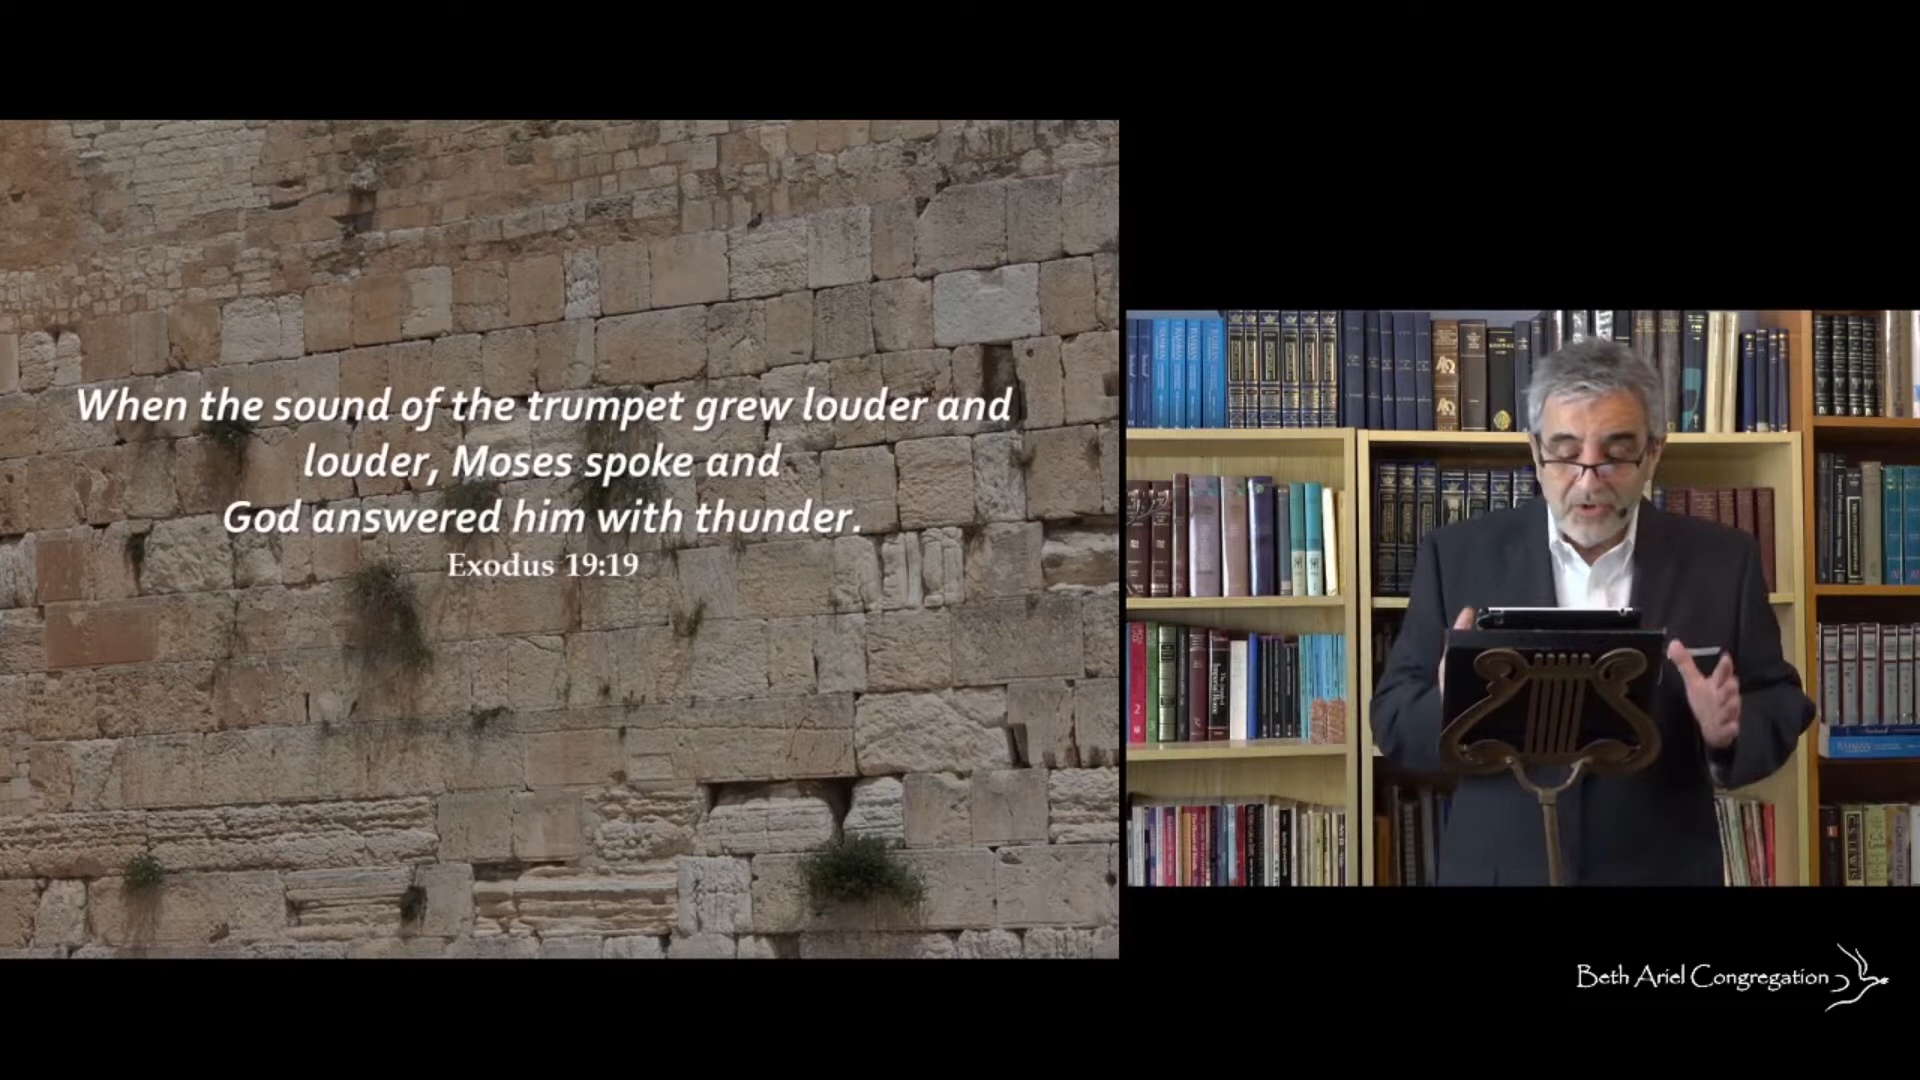 When the sound of the trumpet grew louder and
louder, Moses spoke and
God answered him with thunder.
Exodus 19:19
Beth Ariel Congregation